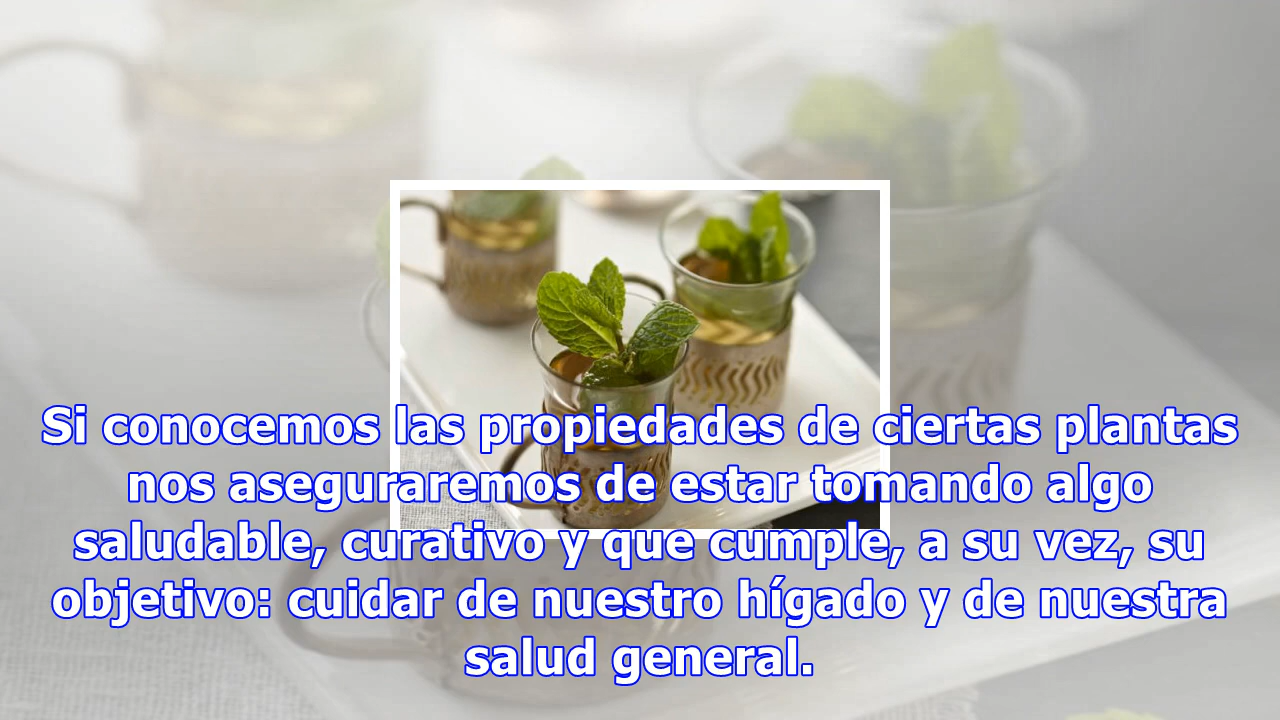 Si conocemos las propiedades de ciertas plantas
nos aseguraremos de estar tomando algo
saludable, curativo y que cumple, a su vez, su
objetivo: cuidar de nuestro hígado y de nuestra
salud general.